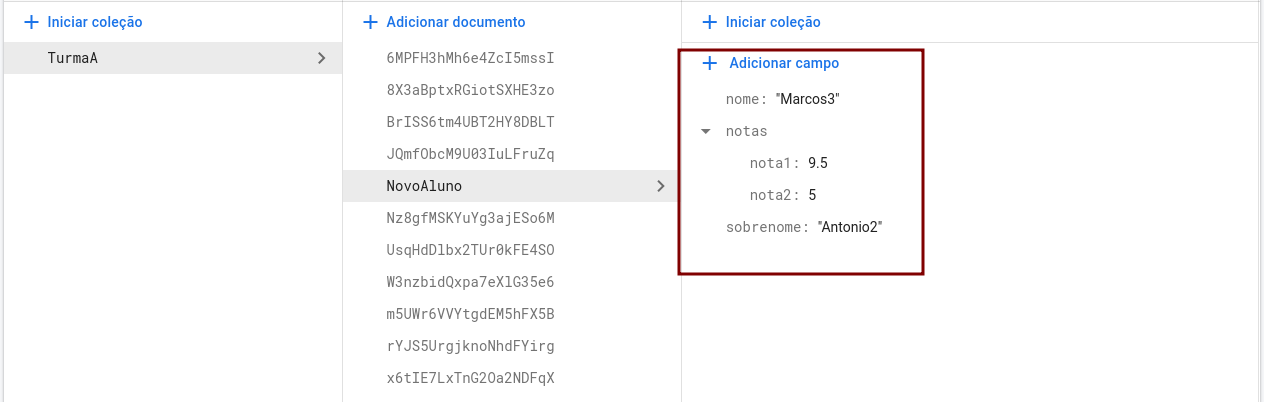 Iniciar coleção
TurmaA
Adicionar documento
6MPFH3hMh6e4ZcI5mssI
8X3aBptxRGiotSXHE3zo
BrISS6tm4UBT2HY8DBLT
JQmfObcM9U03IuLFruZq
NovoAluno
Nz8gfMSKYuYg3ajESo6M
UsqHdDlbx2TUr0kFE4SO
W3nzbidQxpa7eXlG35e6
m5UWr6VVYtgdEM5hFX5B
rYJS5UrgjknoNhdFYirg
x6tIE7LxTnG2Oa2NDFqX
Iniciar coleção
Adicionar campo
nome: "Marcos3"
notas
nota1: 9.5
nota2: 5
sobrenome: "Antonio2"